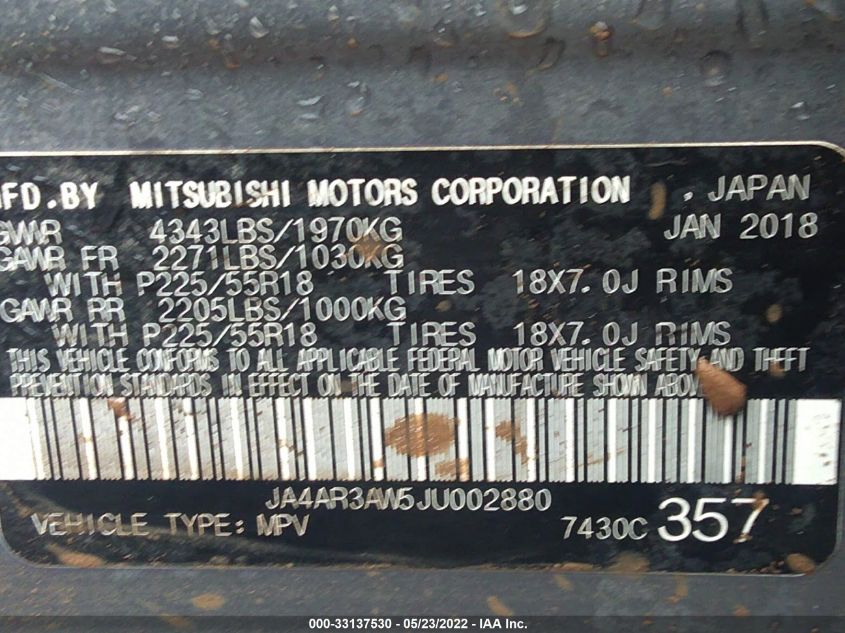 MFD.BY MITSUBISHI MOTORS CORPORATION , JAPAN
GVWR 4343LBS/1970KG JAN 2018
GAWR FR 2271LBS/1030KG
WITH P225/55R18 TIRES 18X7.0J RIMS
GAWR RR 2205LBS/1000KG
WITH P225/55R18 TIRES 18X7.0J RIMS
THIS VEHICLE CONFORMS TO ALL APPLICABLE FEDERAL MOTOR VEHICLE SAFETY AND THEFT
PREVENTION STANDARDS IN EFFECT ON THE DATE OF MANUFACTURE SHOWN ABOVE
JA4AR3AW5JU002880
VEHICLE TYPE: MPV 7430C 357
000-33137530 - 05/23/2022 - © IAA Inc.